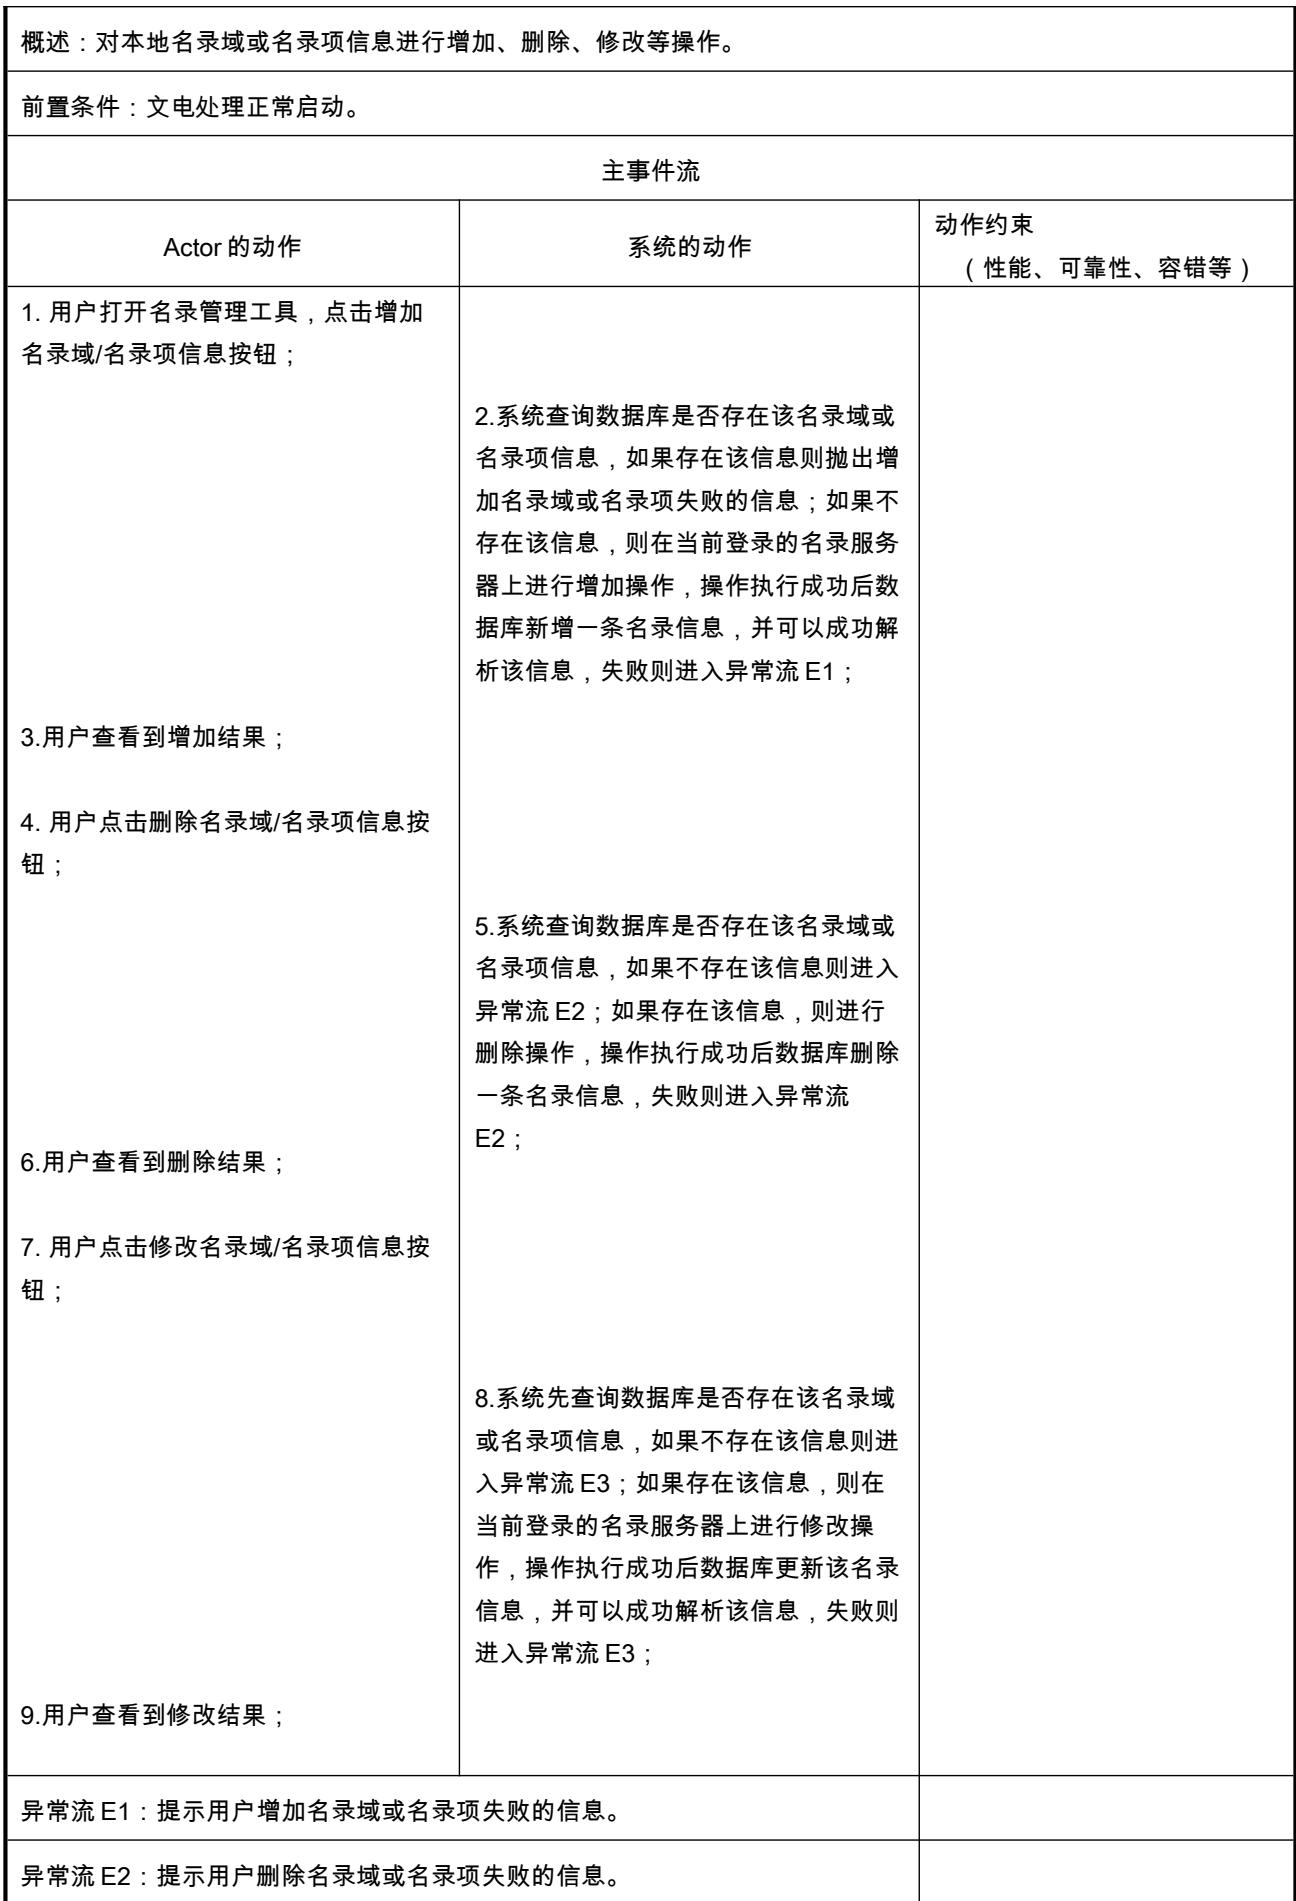 概述：对本地名录域或名录项信息进行增加、删除、修改等操作。
前置条件：文电处理正常启动。
主事件流
Actor 的动作
系统的动作
动作约束
（性能、可靠性、容错等）
1. 用户打开名录管理工具，点击增加
名录域/名录项信息按钮；
2.系统查询数据库是否存在该名录域或
名录项信息，如果存在该信息则抛出增
加名录域或名录项失败的信息；如果不
存在该信息，则在当前登录的名录服务
器上进行增加操作，操作执行成功后数
据库新增一条名录信息，并可以成功解
析该信息，失败则进入异常流 E1；
3.用户查看到增加结果；
4. 用户点击删除名录域/名录项信息按
钮；
5.系统查询数据库是否存在该名录域或
名录项信息，如果不存在该信息则进入
异常流 E2；如果存在该信息，则进行
删除操作，操作执行成功后数据库删除
一条名录信息，失败则进入异常流
E2；
6.用户查看到删除结果；
7. 用户点击修改名录域/名录项信息按
钮；
8.系统先查询数据库是否存在该名录域
或名录项信息，如果不存在该信息则进
入异常流 E3；如果存在该信息，则在
当前登录的名录服务器上进行修改操
作，操作执行成功后数据库更新该名录
信息，并可以成功解析该信息，失败则
进入异常流 E3；
9.用户查看到修改结果；
异常流 E1：提示用户增加名录域或名录项失败的信息。
异常流 E2：提示用户删除名录域或名录项失败的信息。